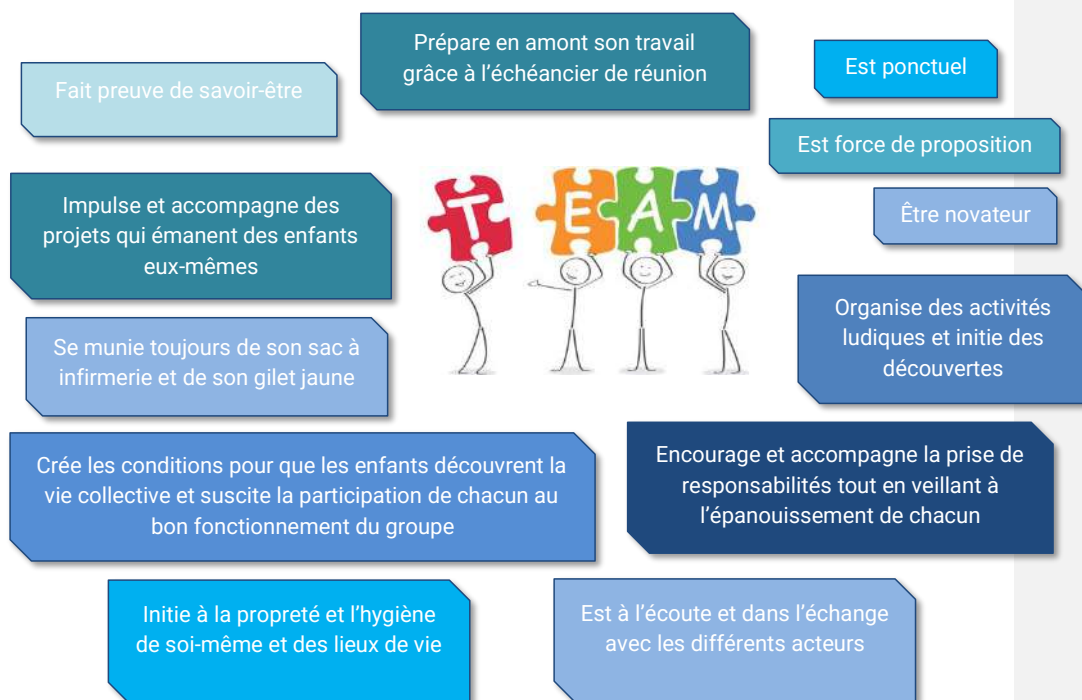 Prépare en amont son travail
grâce à l'échéancier de réunion
Est ponctuel
Fait preuve de savoir-être
Est force de proposition
Impulse et accompagne des
projets qui émanent des enfants
eux-mêmes
TEAM
Être novateur
Organise des activités
ludiques et initie des
découvertes
Se munie toujours de son sac à
infirmerie et de son gilet jaune
Crée les conditions pour que les enfants découvrent la
vie collective et suscite la participation de chacun au
bon fonctionnement du groupe
Encourage et accompagne la prise de
responsabilités tout en veillant à
l'épanouissement de chacun
Initie à la propreté et l'hygiène
de soi-même et des lieux de vie
Est à l'écoute et dans l'échange
avec les différents acteurs